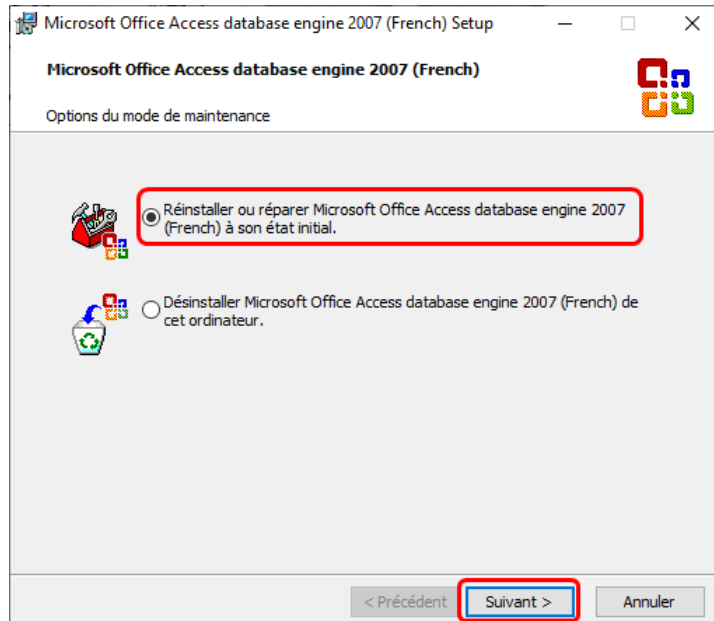 Microsoft Office Access database engine 2007 (French) Setup
Microsoft Office Access database engine 2007 (French)
Options du mode de maintenance
Réinstaller ou réparer Microsoft Office Access database engine 2007
(French) à son état initial.
Désinstaller Microsoft Office Access database engine 2007 (French) de
cet ordinateur.
< Précédent Suivant > Annuler